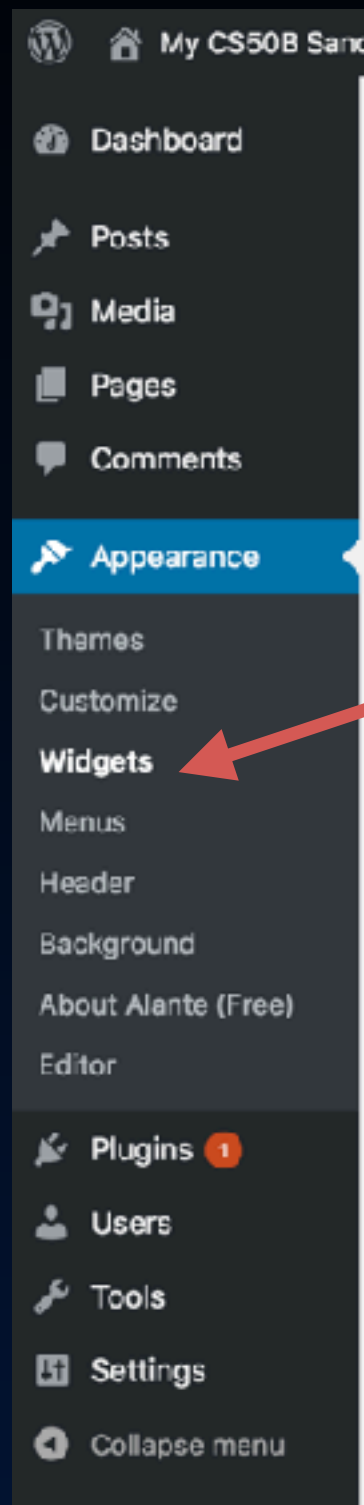 My CS50B Sand
Dashboard
Posts
Media
Pages
Comments
Appearance
Themes
Customize
Widgets
Menus
Header
Background
About Alante (Free)
Editor
Plugins 1
Users
Tools
Settings
Collapse menu